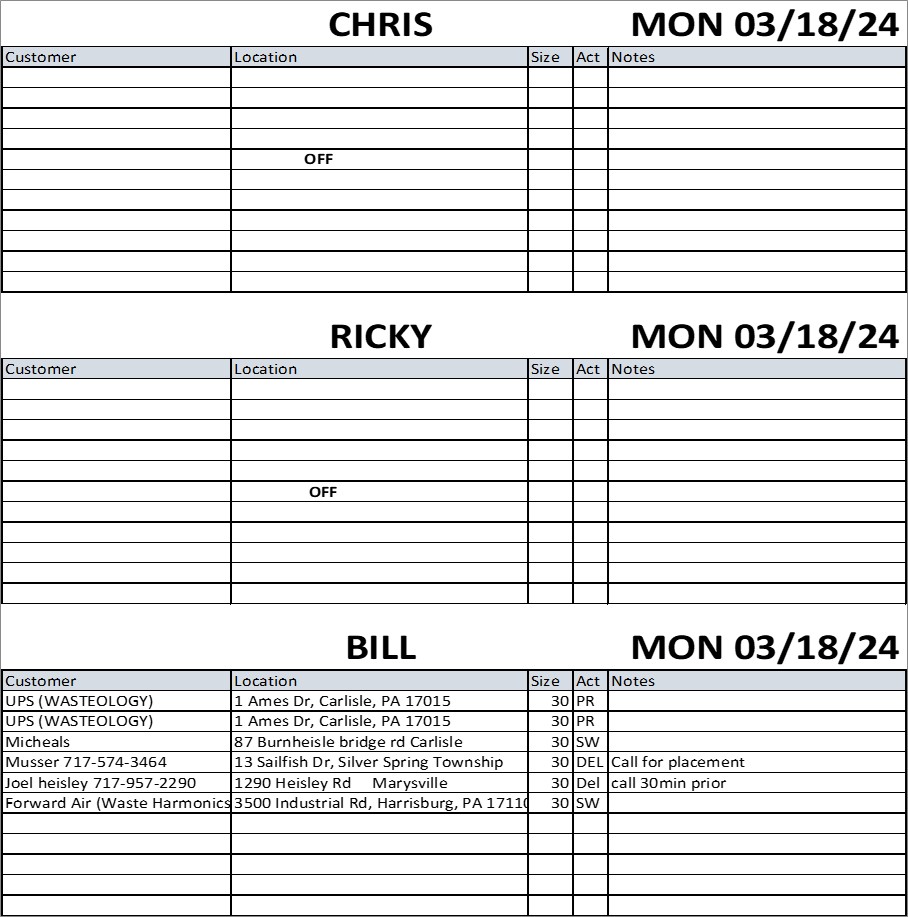 CHRIS MON 03/18/24
Customer Location Size Act Notes
OFF
RICKY MON 03/18/24
Customer Location Size Act Notes
OFF
BILL MON 03/18/24
Customer Location Size Act Notes
UPS (WASTEOLOGY) 1 Ames Dr, Carlisle, PA 17015 30 PR
UPS (WASTEOLOGY) 1 Ames Dr, Carlisle, PA 17015 30 PR
Micheals 87 Burnheisle bridge rd Carlisle 30 SW
Musser 717-574-3464 13 Sailfish Dr, Silver Spring Township 30 DEL Call for placement
Joel heisley 717-957-2290 1290 Heisley Rd Marysville 30 Del call 30min prior
Forward Air (Waste Harmonics 3500 Industrial Rd, Harrisburg, PA 17110 30 SW